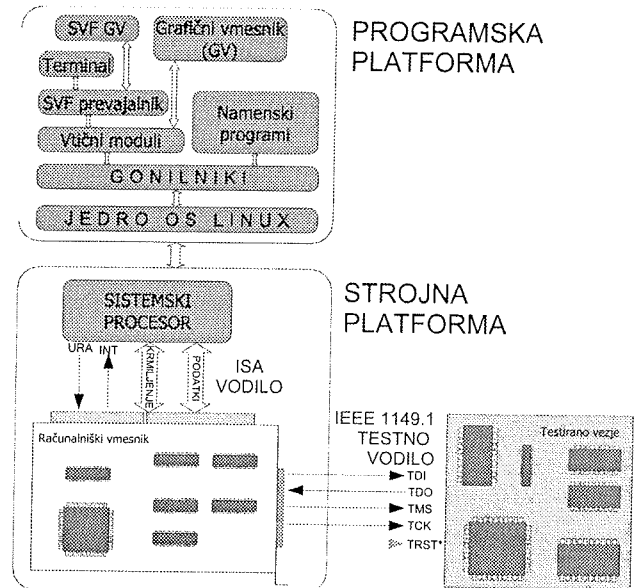 PROGRAMSKA
PLATFORMA
SVF GV
Grafični vmesnik
(GV)
Terminal
SVF prevajalnik
Namenski
programi
Vtični moduli
GONILNIKI
JEDRO OS LINUX
STROJNA
PLATFORMA
SISTEMSKI
PROCESOR
URA
INT
KRMILJENJE
PODATKI
ISA
VODILO
Računalniški vmesnik
IEEE 1149.1
TESTNO
VODILO
TDI
TDO
TMS
TCK
TRST*
Testirano vezje